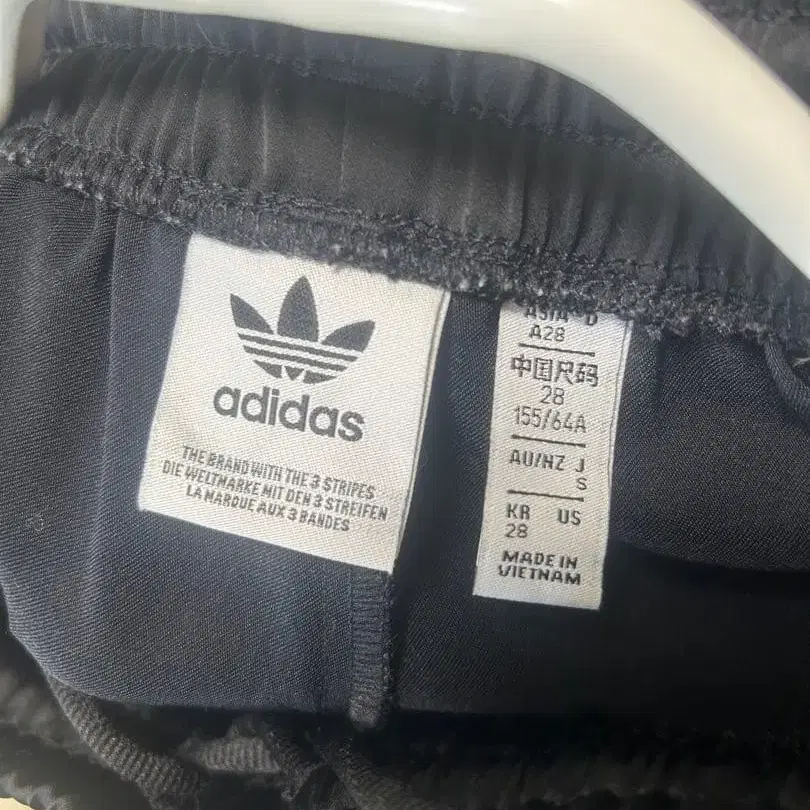 adidas
THE BRAND WITH THE 3 STRIPES
DIE WELTMARKE MIT DEN 3 STREIFEN
LA MARQUE AUX 3 BANDES
ASIA D
A28
中国尺码
28
155/64A
AU/NZ J
S
KR US
28
MADE IN
VIETNAM